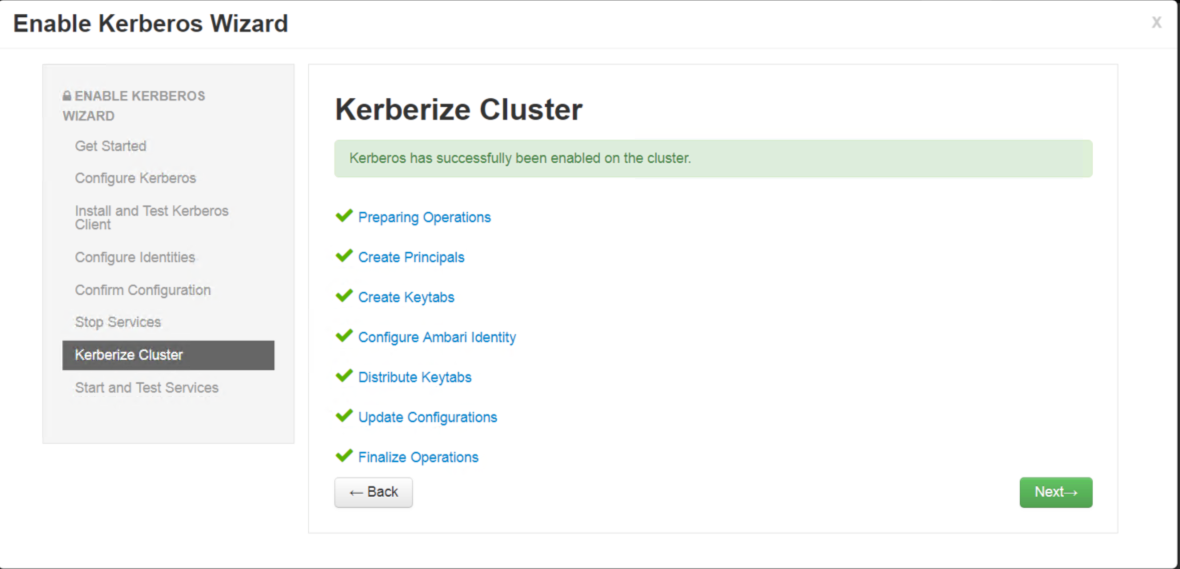 Enable Kerberos Wizard
x
ENABLE KERBEROS
WIZARD
Get Started
Configure Kerberos
Install and Test Kerberos
Client
Configure Identities
Confirm Configuration
Stop Services
Kerberize Cluster
Start and Test Services
Kerberize Cluster
Kerberos has successfully been enabled on the cluster.
Preparing Operations
Create Principals
Create Keytabs
Configure Ambari Identity
Distribute Keytabs
Update Configurations
Finalize Operations
← Back
Next→